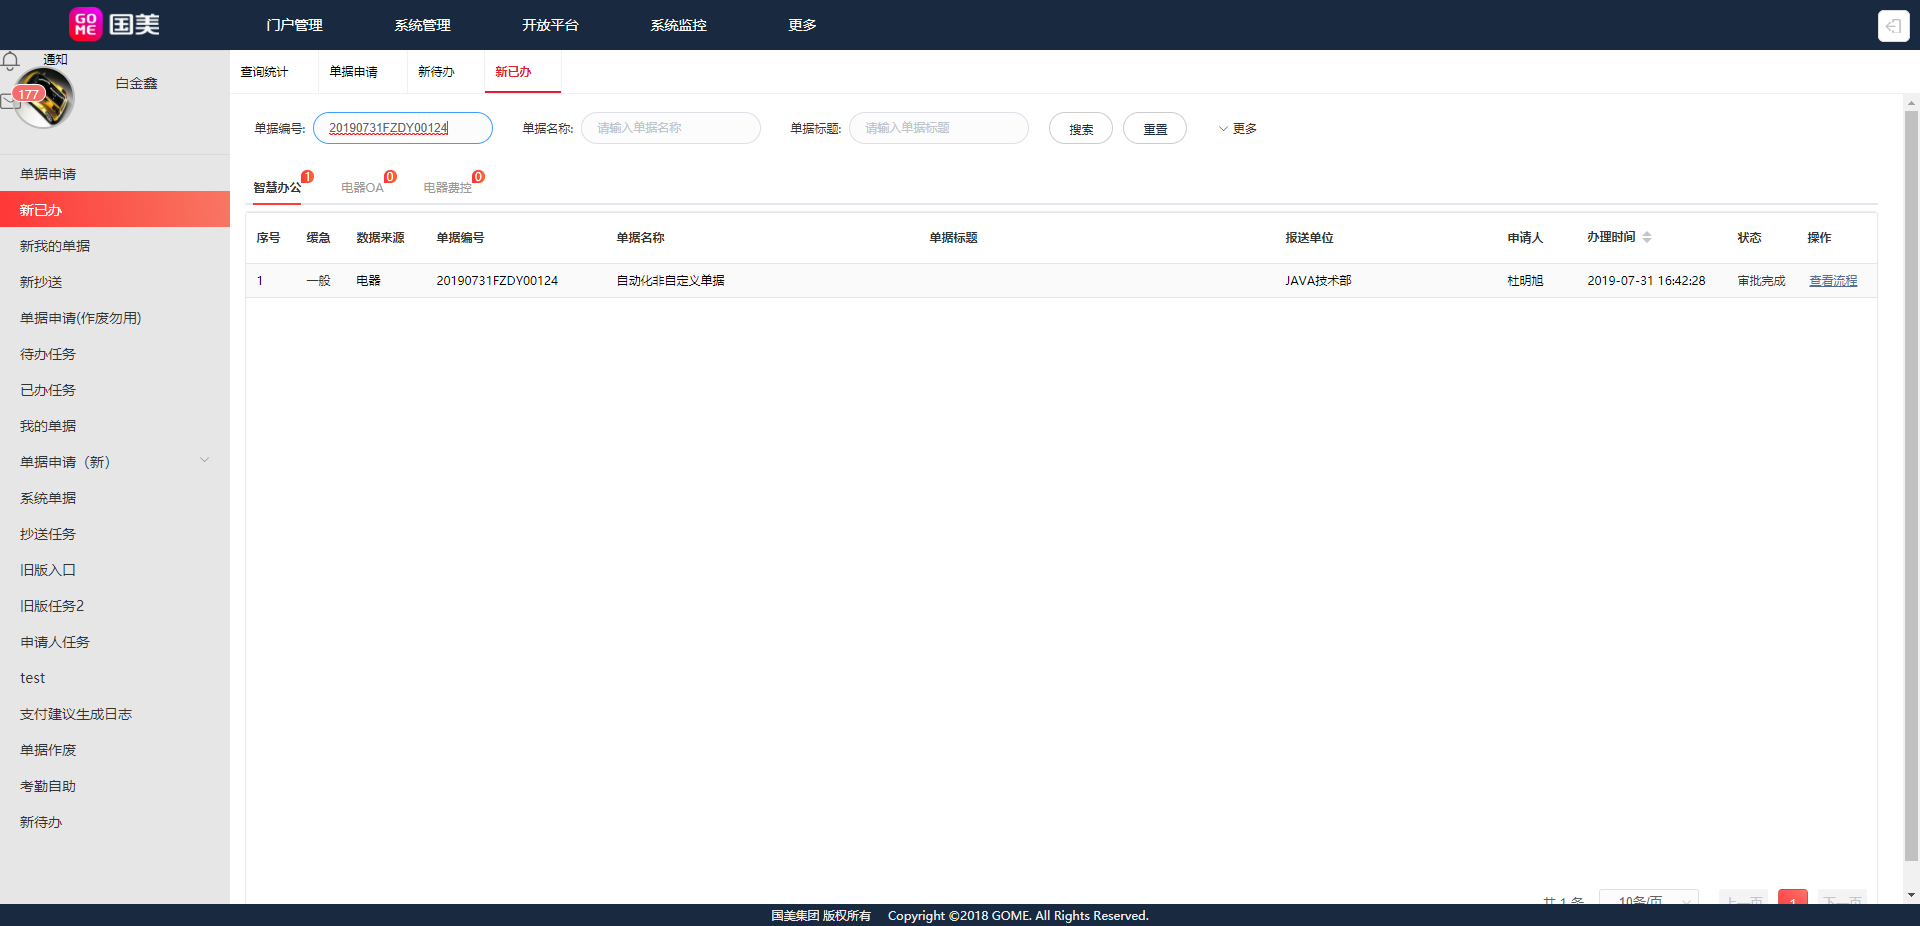 GOME 国美 门户管理 系统管理 开放平台 系统监控 更多
通知
白金鑫
177
单据申请
新已办
新我的单据
新抄送
单据申请(作废勿用)
待办任务
已办任务
我的单据
单据申请（新）
系统单据
抄送任务
旧版入口
旧版任务2
申请人任务
test
支付建议生成日志
单据作废
考勤自助
新待办
查询统计 单据申请 新待办 新已办
单据编号: 20190731FZDY00124 单据名称: 请输入单据名称 单据标题: 请输入单据标题 搜索 重置 更多
智慧办公 1 电器OA 0 电器费控 0
序号 缓急 数据来源 单据编号 单据名称 单据标题 报送单位 申请人 办理时间 状态 操作
1 一般 电器 20190731FZDY00124 自动化非自定义单据 JAVA技术部 杜明旭 2019-07-31 16:42:28 审批完成 查看流程
共 1 条 10条/页 上一页 1 下一页
国美集团 版权所有 Copyright ©2018 GOME. All Rights Reserved.